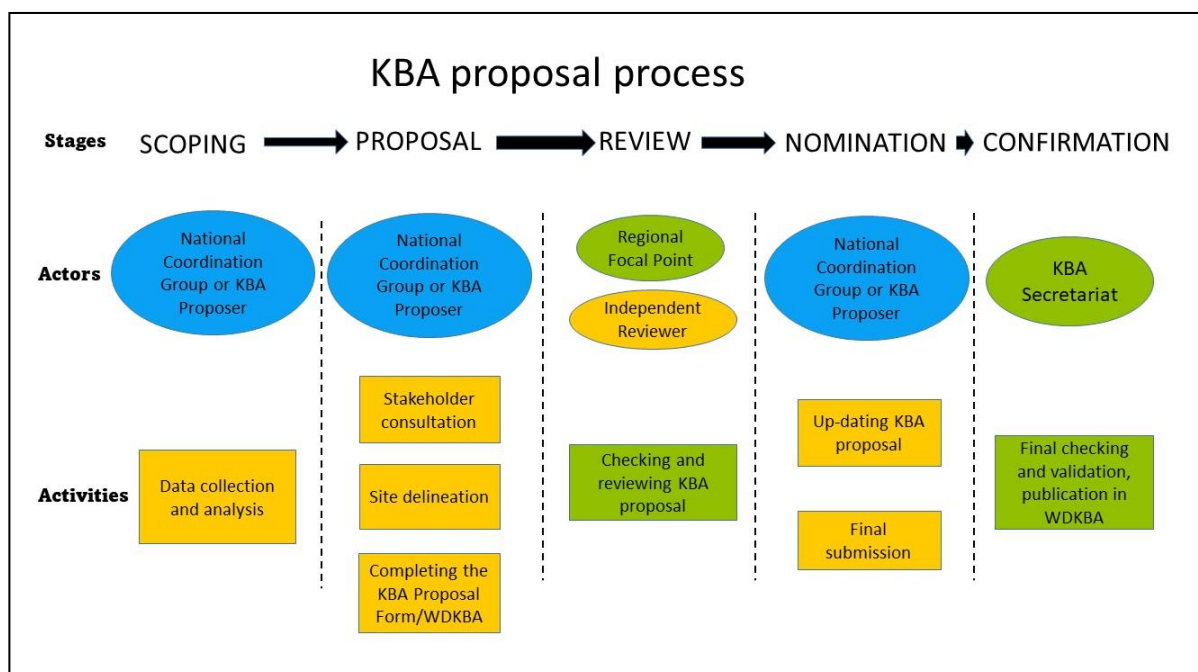 KBA proposal process
Stages
SCOPING
PROPOSAL
REVIEW
NOMINATION
CONFIRMATION
Actors
National
Coordination
Group or KBA
Proposer
National
Coordination
Group or KBA
Proposer
Regional
Focal Point
Independent
Reviewer
National
Coordination
Group or KBA
Proposer
KBA
Secretariat
Activities
Data collection
and analysis
Stakeholder
consultation
Site delineation
Completing the
KBA Proposal
Form/WDKBA
Checking and
reviewing KBA
proposal
Up-dating KBA
proposal
Final
submission
Final checking
and validation,
publication in
WDKBA